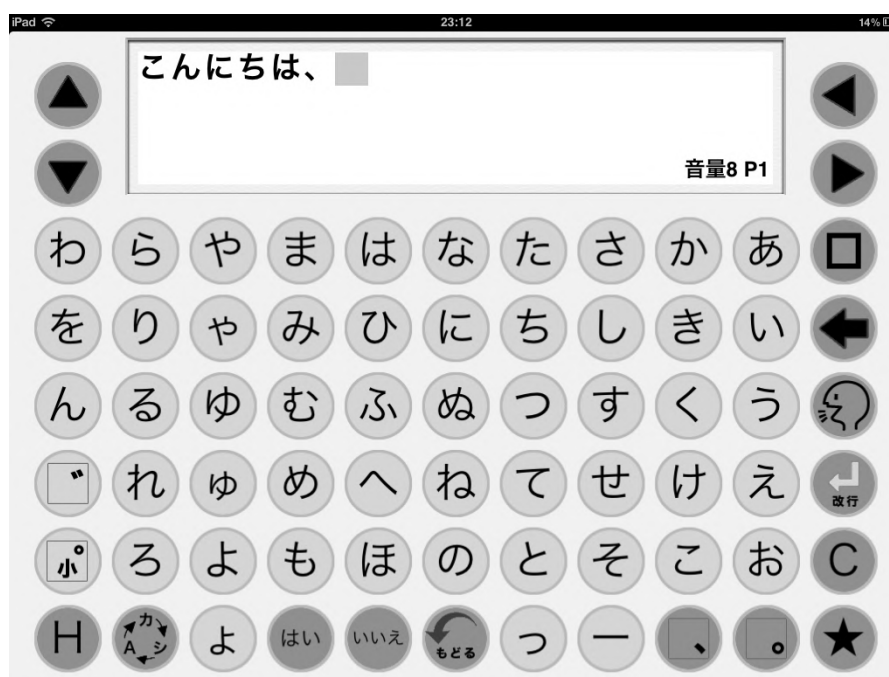 iPad 23:12 14%
こんにちは、
音量8 P1
わ ら や ま は な た さ か あ
を り ゃ み ひ に ち し き い
ん る ゆ む ふ ぬ つ す く う
゛ れ ゅ め へ ね て せ け え 改行
゜小 ろ よ も ほ の と そ こ お C
H カ シ A ょ はい いいえ もどる っ ー 、 。 ★